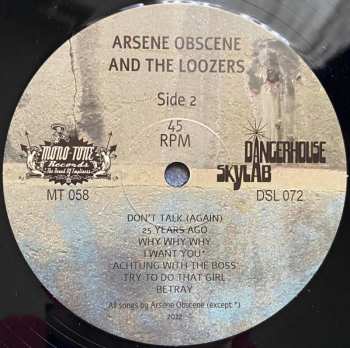 ARSENE OBSCENE
AND THE LOOZERS
Side 2
45
RPM
MONO-TONE
Records
The Sound Of Emptiness
MT 058
DANGERHOUSE
SKYLAB
DSL 072
DON'T TALK (AGAIN)
25 YEARS AGO
WHY WHY WHY
I WANT YOU*
ACHTUNG WITH THE BOSS
TRY TO DO THAT GIRL
BETRAY
All songs by Arsène Obscene (except *)
2022